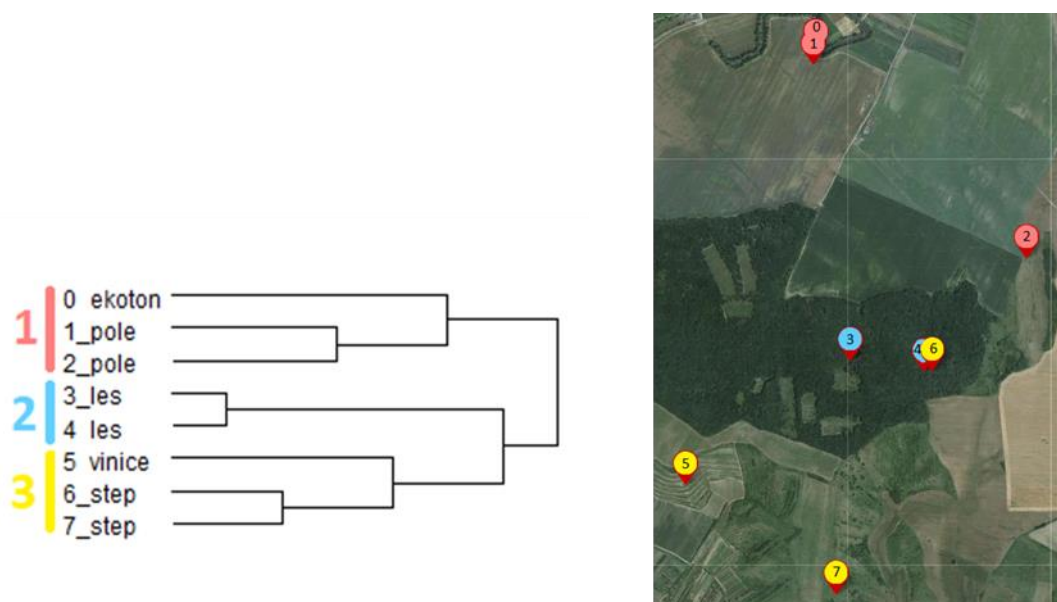 1
0 ekoton
1_pole
2_pole
2
3_les
4 les
3
5 vinice
6_step
7_step
0
1
2
3
4
6
5
7